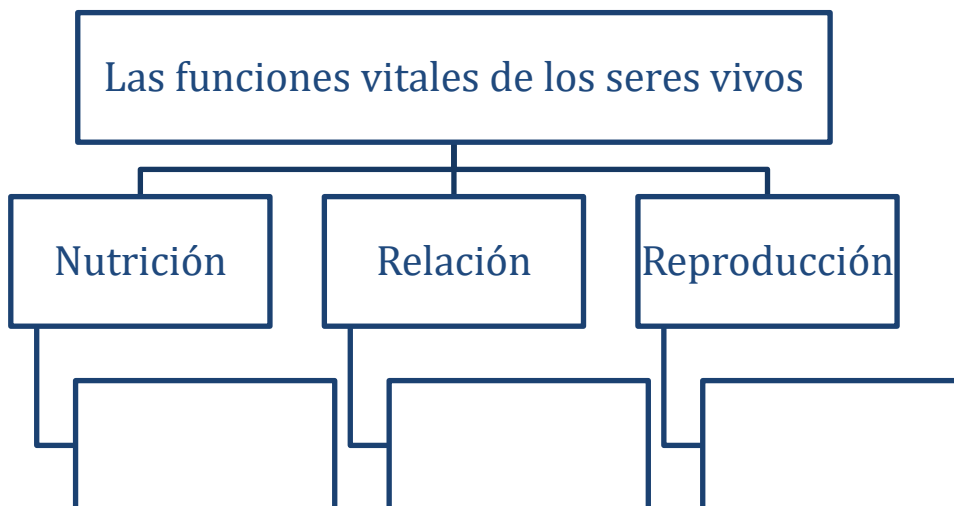 Las funciones vitales de los seres vivos
Nutrición
Relación
Reproducción